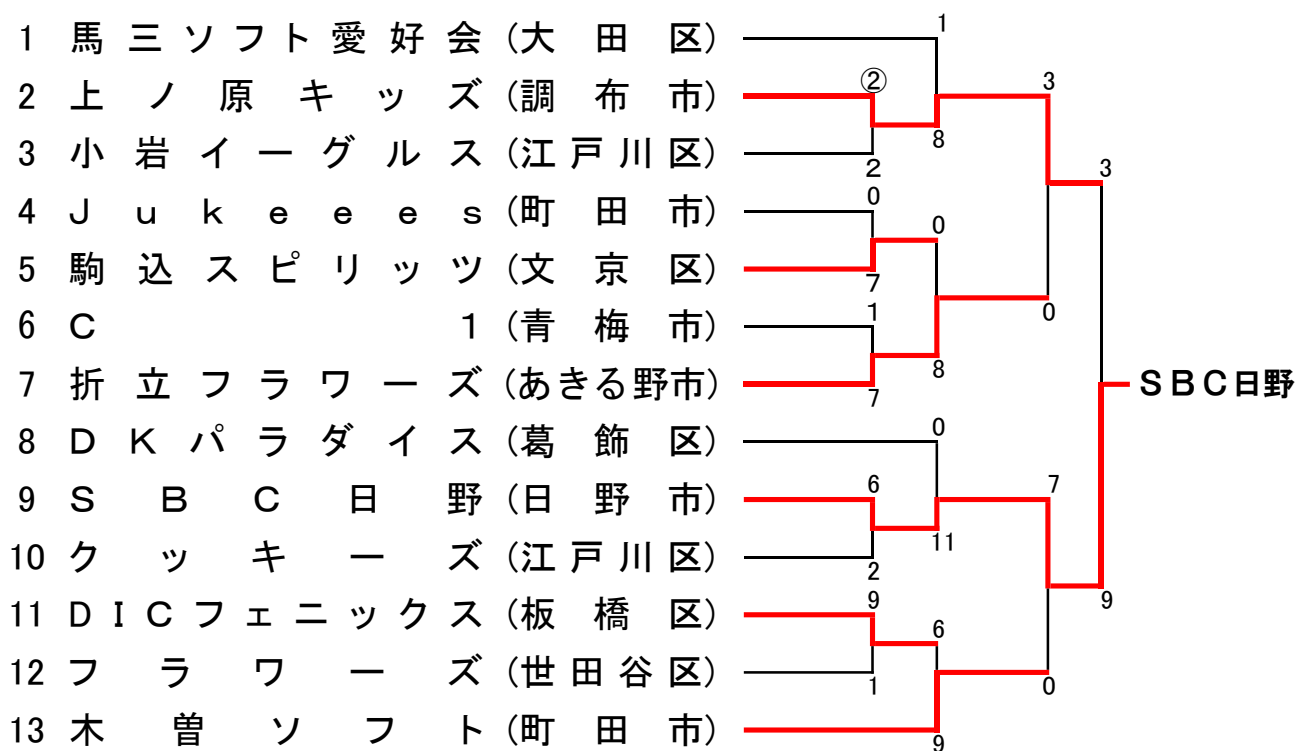 1 馬三ソフト愛好会(大田区) 1
2 上ノ原キッズ(調布市) ② 3
3 小岩イーグルス(江戸川区) 2 8 3
4 Jukeees(町田市) 0 0
5 駒込スピリッツ(文京区) 7
6 C1(青梅市) 1 0
7 折立フラワーズ(あきる野市) 7 8 SBC日野
8 DKパラダイス(葛飾区) 0
9 SBC日野(日野市) 6 7
10 クッキーズ(江戸川区) 2 11
11 DICフェニックス(板橋区) 9 6 9
12 フラワーズ(世田谷区) 1 0
13 木曽ソフト(町田市) 9